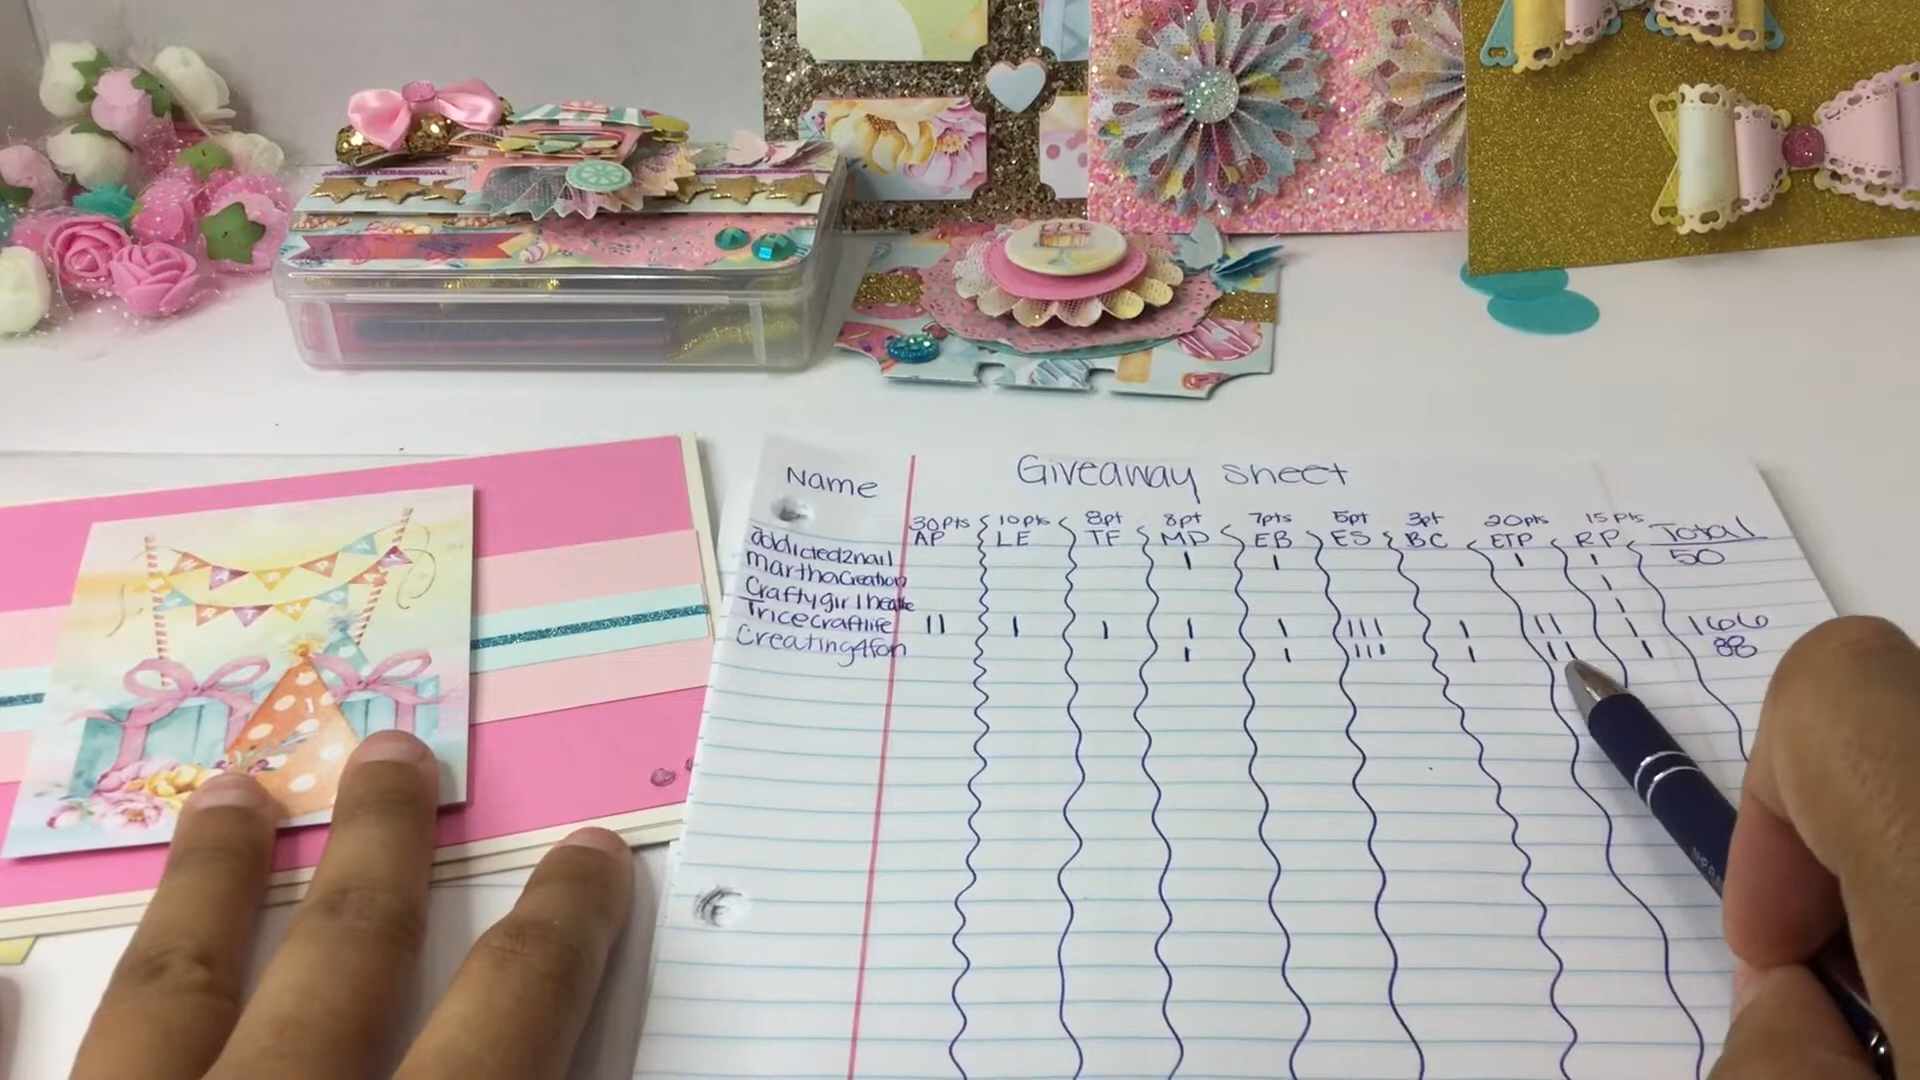 Name Giveaway Sheet
30pts 10pts 8pt 8pt 7pts 5pt 3pt 20pts 15pts
AP LE TF MD EB ES BC ETP RP Total
addicted2nail | | | | 50
marthacreation |
Craftygirl |
Tricecraftlife || | | | | ||| | || | 166
Creating4fon | | ||| | || | 88